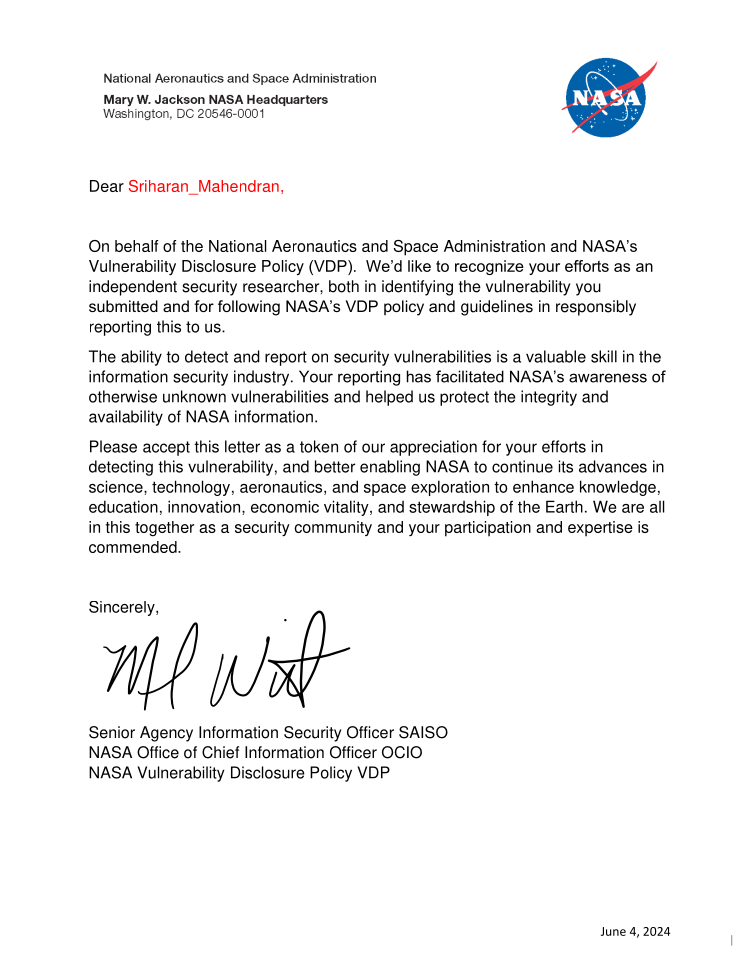 National Aeronautics and Space Administration
Mary W. Jackson NASA Headquarters
Washington, DC 20546-0001
NASA
Dear Sriharan_Mahendran,
On behalf of the National Aeronautics and Space Administration and NASA’s
Vulnerability Disclosure Policy (VDP).  We’d like to recognize your efforts as an
independent security researcher, both in identifying the vulnerability you
submitted and for following NASA’s VDP policy and guidelines in responsibly
reporting this to us.
The ability to detect and report on security vulnerabilities is a valuable skill in the
information security industry. Your reporting has facilitated NASA’s awareness of
otherwise unknown vulnerabilities and helped us protect the integrity and
availability of NASA information.
Please accept this letter as a token of our appreciation for your efforts in
detecting this vulnerability, and better enabling NASA to continue its advances in
science, technology, aeronautics, and space exploration to enhance knowledge,
education, innovation, economic vitality, and stewardship of the Earth. We are all
in this together as a security community and your participation and expertise is
commended.
Sincerely,
Senior Agency Information Security Officer SAISO
NASA Office of Chief Information Officer OCIO
NASA Vulnerability Disclosure Policy VDP
June 4, 2024